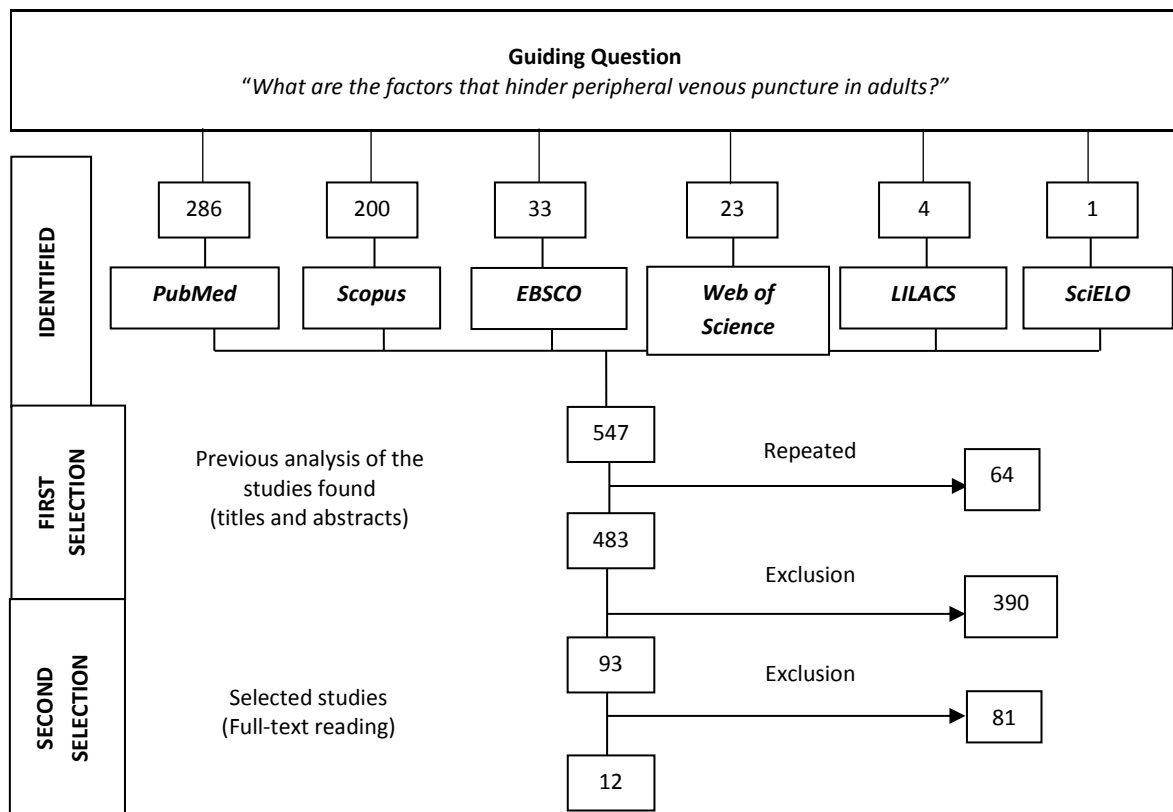 Guiding Question
“What are the factors that hinder peripheral venous puncture in adults?”
IDENTIFIED
286
200
33
23
4
1
PubMed
Scopus
EBSCO
Web of
Science
LILACS
SciELO
FIRST
SELECTION
547
Previous analysis of the
studies found
(titles and abstracts)
Repeated
64
483
Exclusion
390
SECOND
SELECTION
93
Selected studies
(Full-text reading)
Exclusion
81
12